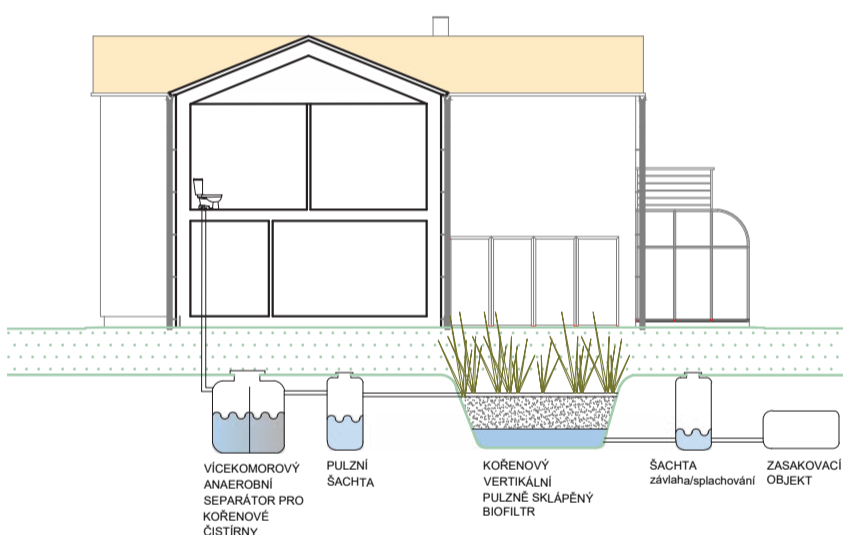 VÍCEKOMOROVÝ
ANAEROBNÍ
SEPARÁTOR PRO
KOŘENOVÉ
ČISTÍRNY
PULZNÍ
ŠACHTA
KOŘENOVÝ
VERTIKÁLNÍ
PULZNĚ SKLÁPĚNÝ
BIOFILTR
ŠACHTA
závlaha/splachování
ZASAKOVACÍ
OBJEKT